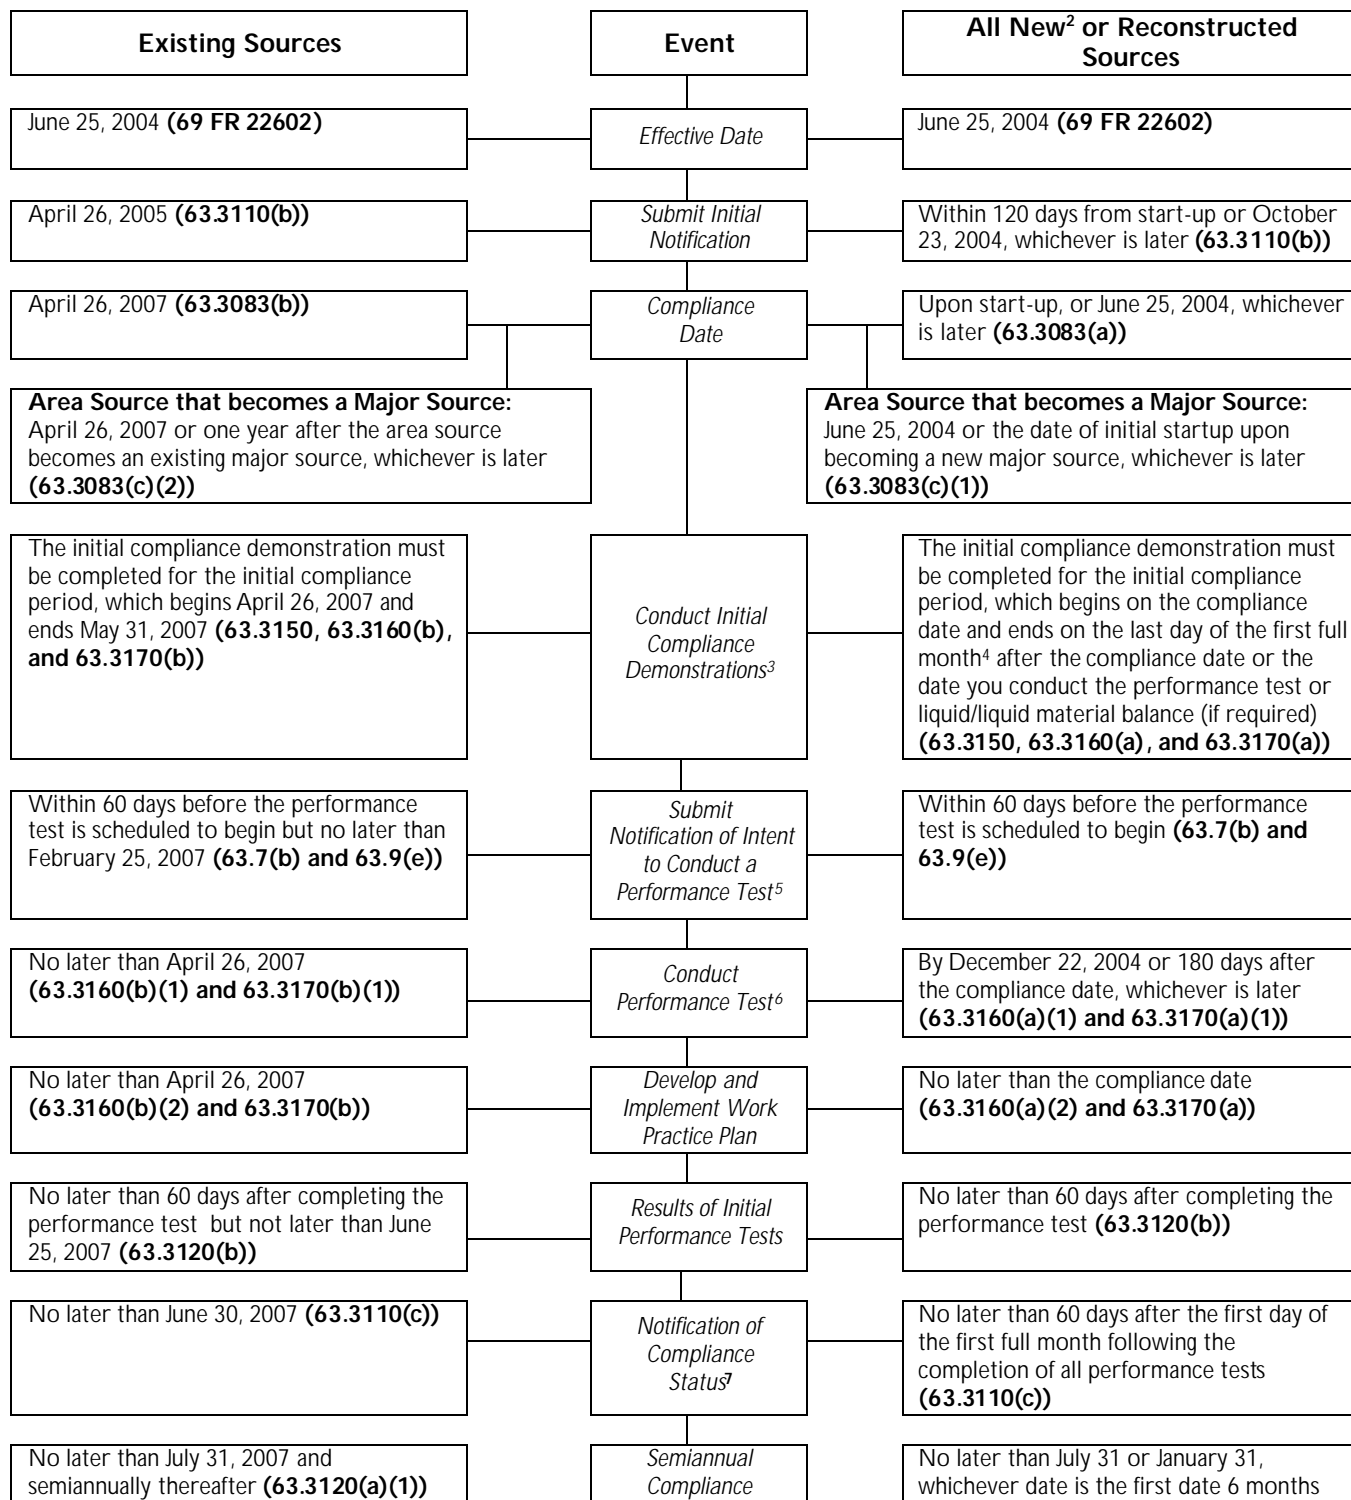 Existing Sources
Event
All New2 or Reconstructed
Sources
June 25, 2004 (69 FR 22602)
Effective Date
June 25, 2004 (69 FR 22602)
April 26, 2005 (63.3110(b))
Submit Initial
Notification
Within 120 days from start-up or October
23, 2004, whichever is later (63.3110(b))
April 26, 2007 (63.3083(b))
Compliance
Date
Upon start-up, or June 25, 2004, whichever
is later (63.3083(a))
Area Source that becomes a Major Source:
April 26, 2007 or one year after the area source
becomes an existing major source, whichever is later
(63.3083(c)(2))
Area Source that becomes a Major Source:
June 25, 2004 or the date of initial startup upon
becoming a new major source, whichever is later
(63.3083(c)(1))
The initial compliance demonstration must
be completed for the initial compliance
period, which begins April 26, 2007 and
ends May 31, 2007 (63.3150, 63.3160(b),
and 63.3170(b))
Conduct Initial
Compliance
Demonstrations3
The initial compliance demonstration must
be completed for the initial compliance
period, which begins on the compliance
date and ends on the last day of the first full
month4 after the compliance date or the
date you conduct the performance test or
liquid/liquid material balance (if required)
(63.3150, 63.3160(a), and 63.3170(a))
Within 60 days before the performance
test is scheduled to begin but no later than
February 25, 2007 (63.7(b) and 63.9(e))
Submit
Notification of Intent
to Conduct a
Performance Test5
Within 60 days before the performance
test is scheduled to begin (63.7(b) and
63.9(e))
No later than April 26, 2007
(63.3160(b)(1) and 63.3170(b)(1))
Conduct
Performance Test6
By December 22, 2004 or 180 days after
the compliance date, whichever is later
(63.3160(a)(1) and 63.3170(a)(1))
No later than April 26, 2007
(63.3160(b)(2) and 63.3170(b))
Develop and
Implement Work
Practice Plan
No later than the compliance date
(63.3160(a)(2) and 63.3170(a))
No later than 60 days after completing the
performance test but not later than June
25, 2007 (63.3120(b))
Results of Initial
Performance Tests
No later than 60 days after completing the
performance test (63.3120(b))
No later than June 30, 2007 (63.3110(c))
Notification of
Compliance
Status7
No later than 60 days after the first day of
the first full month following the
completion of all performance tests
(63.3110(c))
No later than July 31, 2007 and
semiannually thereafter (63.3120(a)(1))
Semiannual
Compliance
No later than July 31 or January 31,
whichever date is the first date 6 months